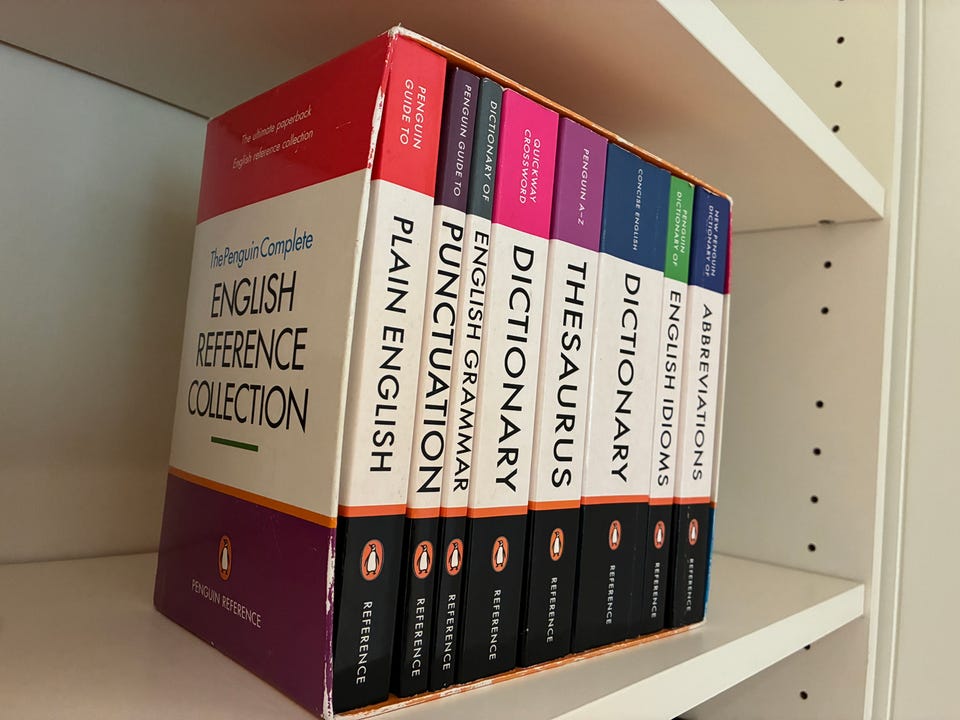 The ultimate paperback
English reference collection
The Penguin Complete
ENGLISH
REFERENCE
COLLECTION
PENGUIN REFERENCE
PENGUIN
GUIDE TO
PLAIN ENGLISH
REFERENCE
PENGUIN GUIDE TO
PUNCTUATION
REFERENCE
DICTIONARY OF
ENGLISH GRAMMAR
REFERENCE
QUICKWAY
CROSSWORD
DICTIONARY
REFERENCE
PENGUIN A–Z
THESAURUS
REFERENCE
CONCISE ENGLISH
DICTIONARY
REFERENCE
PENGUIN
DICTIONARY OF
ENGLISH IDIOMS
REFERENCE
NEW PENGUIN
DICTIONARY OF
ABBREVIATIONS
REFERENCE